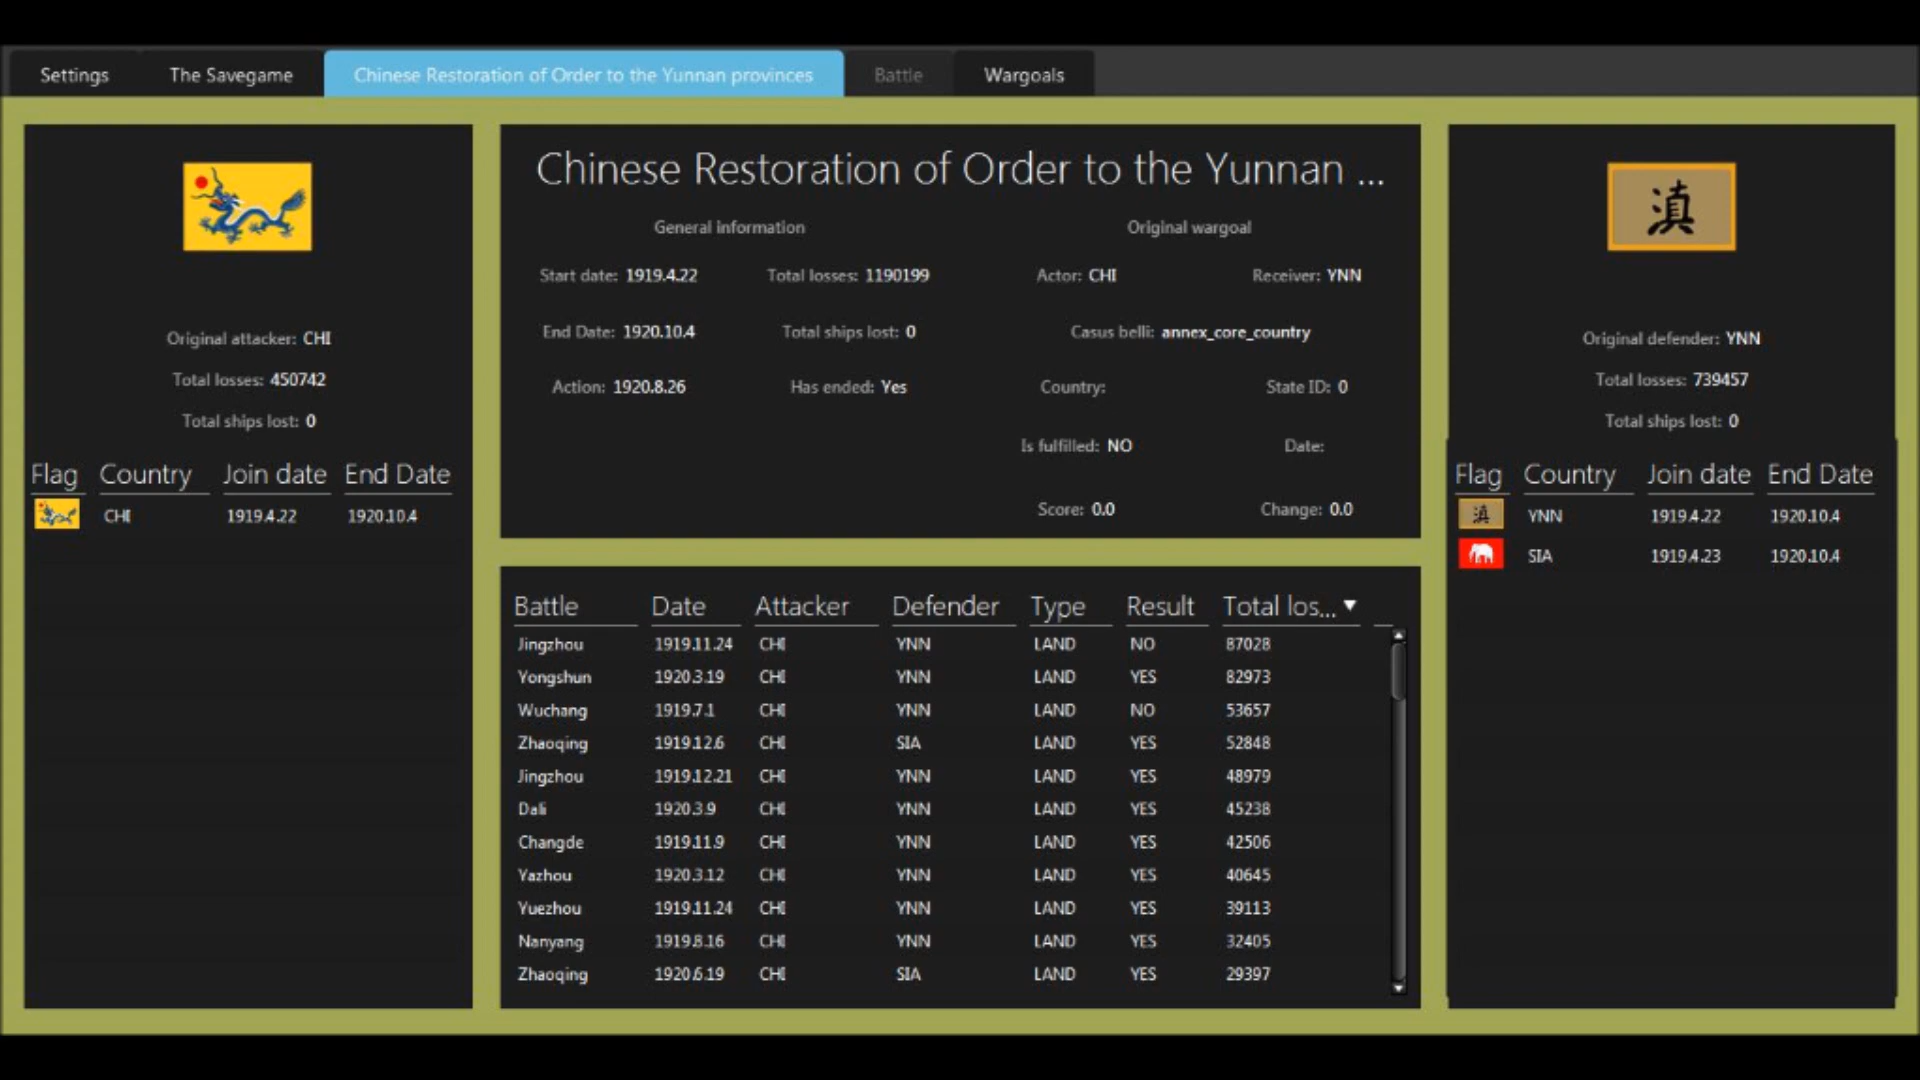 Settings The Savegame Chinese Restoration of Order to the Yunnan provinces Battle Wargoals
滇
Original attacker: CHI
Total losses: 450742
Total ships lost: 0
Flag Country Join date End Date
CHI 1919.4.22 1920.10.4
Chinese Restoration of Order to the Yunnan ...
General information Original wargoal
Start date: 1919.4.22 Total losses: 1190199 Actor: CHI Receiver: YNN
End Date: 1920.10.4 Total ships lost: 0 Casus belli: annex_core_country
Action: 1920.8.26 Has ended: Yes Country: State ID: 0
Is fulfilled: NO Date:
Score: 0.0 Change: 0.0
Battle Date Attacker Defender Type Result Total los... ▼
Jingzhou 1919.11.24 CHI YNN LAND NO 87028
Yongshun 1920.3.19 CHI YNN LAND YES 82973
Wuchang 1919.7.1 CHI YNN LAND NO 53657
Zhaoqing 1919.12.6 CHI SIA LAND YES 52848
Jingzhou 1919.12.21 CHI YNN LAND YES 48979
Dali 1920.3.9 CHI YNN LAND YES 45238
Changde 1919.11.9 CHI YNN LAND YES 42506
Yazhou 1920.3.12 CHI YNN LAND YES 40645
Yuezhou 1919.11.24 CHI YNN LAND YES 39113
Nanyang 1919.8.16 CHI YNN LAND YES 32405
Zhaoqing 1920.6.19 CHI SIA LAND YES 29397
Original defender: YNN
Total losses: 739457
Total ships lost: 0
Flag Country Join date End Date
滇 YNN 1919.4.22 1920.10.4
SIA 1919.4.23 1920.10.4